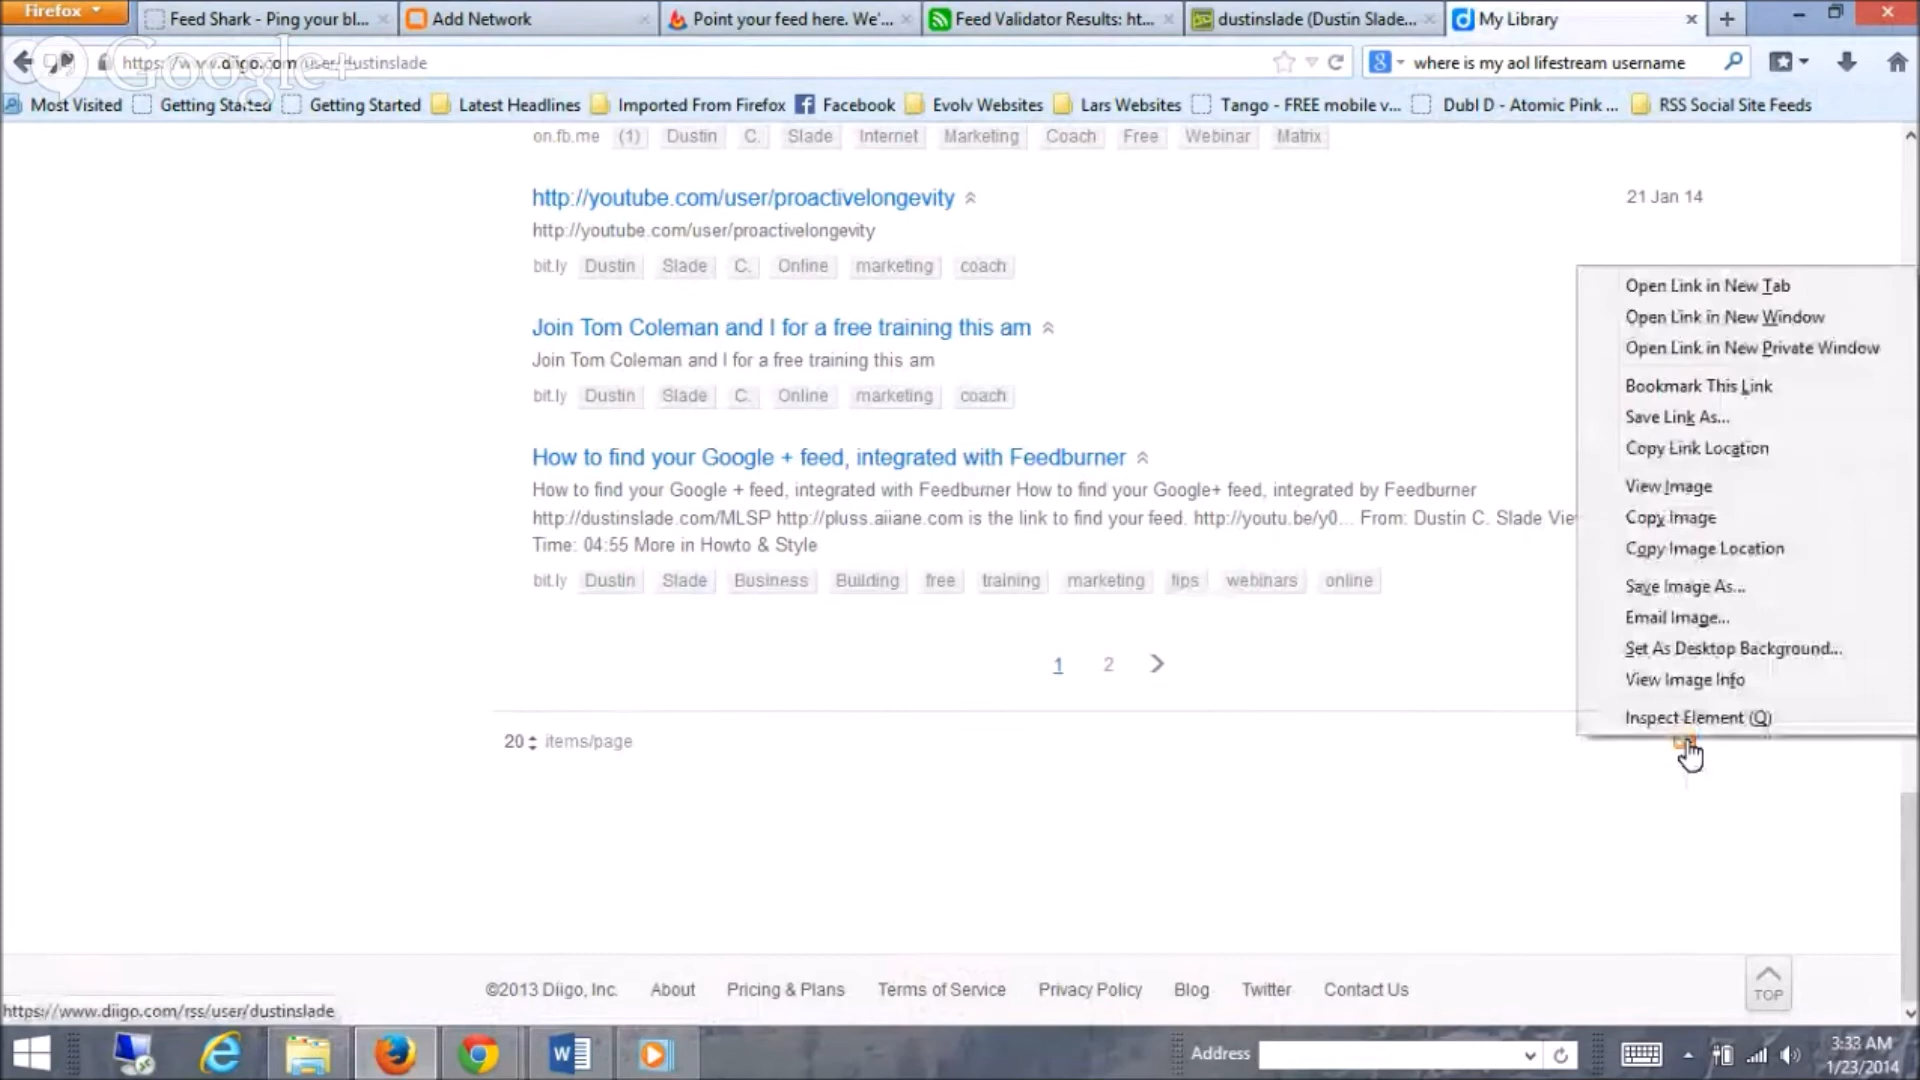 Firefox
Feed Shark - Ping your bl...
Add Network
Point your feed here. We'...
Feed Validator Results: ht...
dustinslade (Dustin Slade...
My Library
Google+
https://www.diigo.com/user/dustinslade
where is my aol lifestream username
Most Visited Getting Started Getting Started Latest Headlines Imported From Firefox Facebook Evolv Websites Lars Websites Tango - FREE mobile v... Dubl D - Atomic Pink ... RSS Social Site Feeds
on.fb.me (1) Dustin C. Slade Internet Marketing Coach Free Webinar Matrix
http://youtube.com/user/proactivelongevity 21 Jan 14
http://youtube.com/user/proactivelongevity
bit.ly Dustin Slade C. Online marketing coach
Join Tom Coleman and I for a free training this am
Join Tom Coleman and I for a free training this am
bit.ly Dustin Slade C. Online marketing coach
How to find your Google + feed, integrated with Feedburner
How to find your Google + feed, integrated with Feedburner How to find your Google+ feed, integrated by Feedburner
http://dustinslade.com/MLSP http://pluss.aiiane.com is the link to find your feed. http://youtu.be/y0... From: Dustin C. Slade Vie
Time: 04:55 More in Howto & Style
bit.ly Dustin Slade Business Building free training marketing tips webinars online
1 2
20 items/page
Open Link in New Tab
Open Link in New Window
Open Link in New Private Window
Bookmark This Link
Save Link As...
Copy Link Location
View Image
Copy Image
Copy Image Location
Save Image As...
Email Image...
Set As Desktop Background...
View Image Info
Inspect Element (Q)
©2013 Diigo, Inc. About Pricing & Plans Terms of Service Privacy Policy Blog Twitter Contact Us
TOP
https://www.diigo.com/rss/user/dustinslade
Address
3:33 AM
1/23/2014